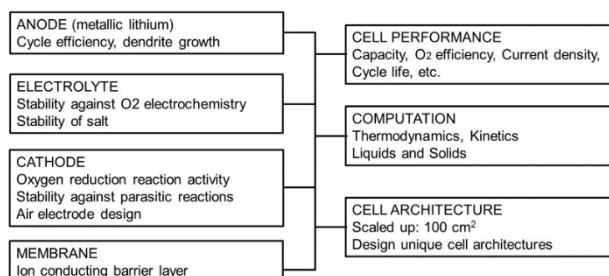 ANODE (metallic lithium)
Cycle efficiency, dendrite growth
ELECTROLYTE
Stability against O2 electrochemistry
Stability of salt
CATHODE
Oxygen reduction reaction activity
Stability against parasitic reactions
Air electrode design
MEMBRANE
Ion conducting barrier layer
CELL PERFORMANCE
Capacity, O₂ efficiency, Current density,
Cycle life, etc.
COMPUTATION
Thermodynamics, Kinetics
Liquids and Solids
CELL ARCHITECTURE
Scaled up: 100 cm²
Design unique cell architectures